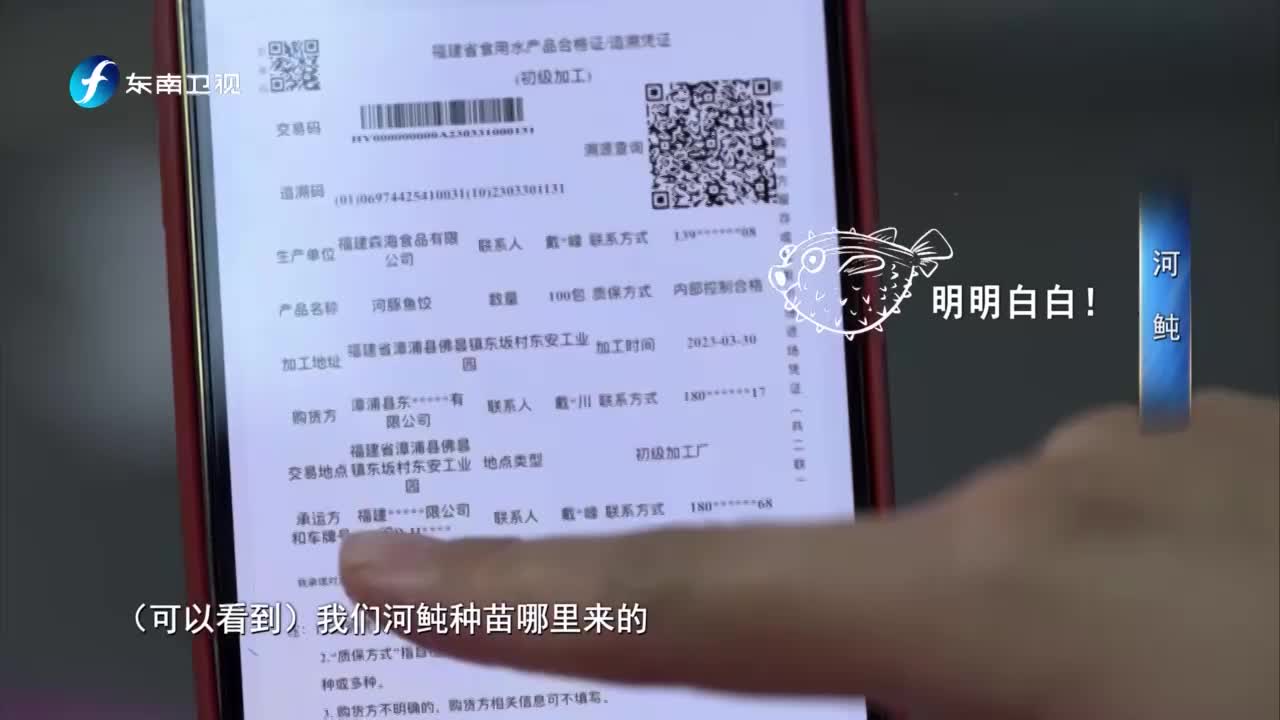 东南卫视
福建省食用水产品合格证/追溯凭证
(初级加工)
交易码
HY000000000A230331000131
溯源查询
追溯码 (01)06974425410031(10)2303301131
生产单位 福建森海食品有限公司 联系人 戴*峰 联系方式 139******08
产品名称 河豚鱼饺 数量 100包 质保方式 内部控制合格
加工地址 福建省漳浦县佛昙镇东坂村东安工业园 加工时间 2023-03-30
购货方 漳浦县东*****有限公司 联系人 戴*川 联系方式 180******17
交易地点 福建省漳浦县佛昙镇东坂村东安工业园 地点类型 初级加工厂
承运方和车牌号 福建*****限公司 联系人 戴*峰 联系方式 180******68
我承诺对
2."质保方式"指自
种或多种。
3.购货方不明确的，购货方相关信息可不填写。
明明白白！
河鲀
（可以看到）我们河鲀种苗哪里来的